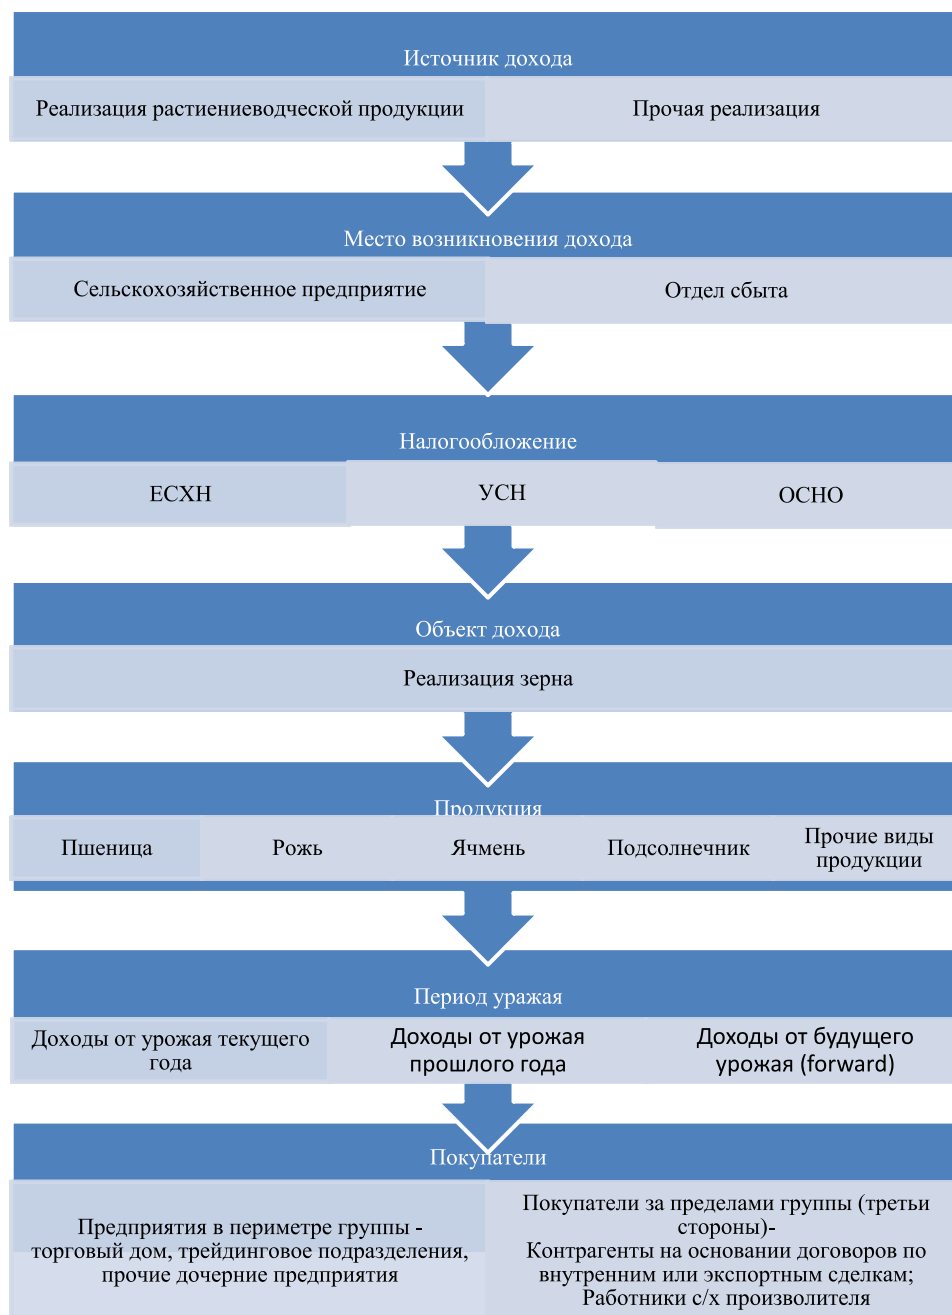 Источник дохода
Реализация растиениеводческой продукции
Прочая реализация
Место возникновения дохода
Сельскохозяйственное предприятие
Отдел сбыта
Налогообложение
ЕСХН
УСН
ОСНО
Объект дохода
Реализация зерна
Продукция
Пшеница
Рожь
Ячмень
Подсолнечник
Прочие виды
продукции
Период уражая
Доходы от урожая текущего
года
Доходы от урожая
прошлого года
Доходы от будущего
урожая (forward)
Покупатели
Предприятия в периметре группы -
торговый дом, трейдинговое подразделения,
прочие дочерние предприятия
Покупатели за пределами группы (третьи
стороны)-
Контрагенты на основании договоров по
внутренним или экспортным сделкам;
Работники с/х произволителя